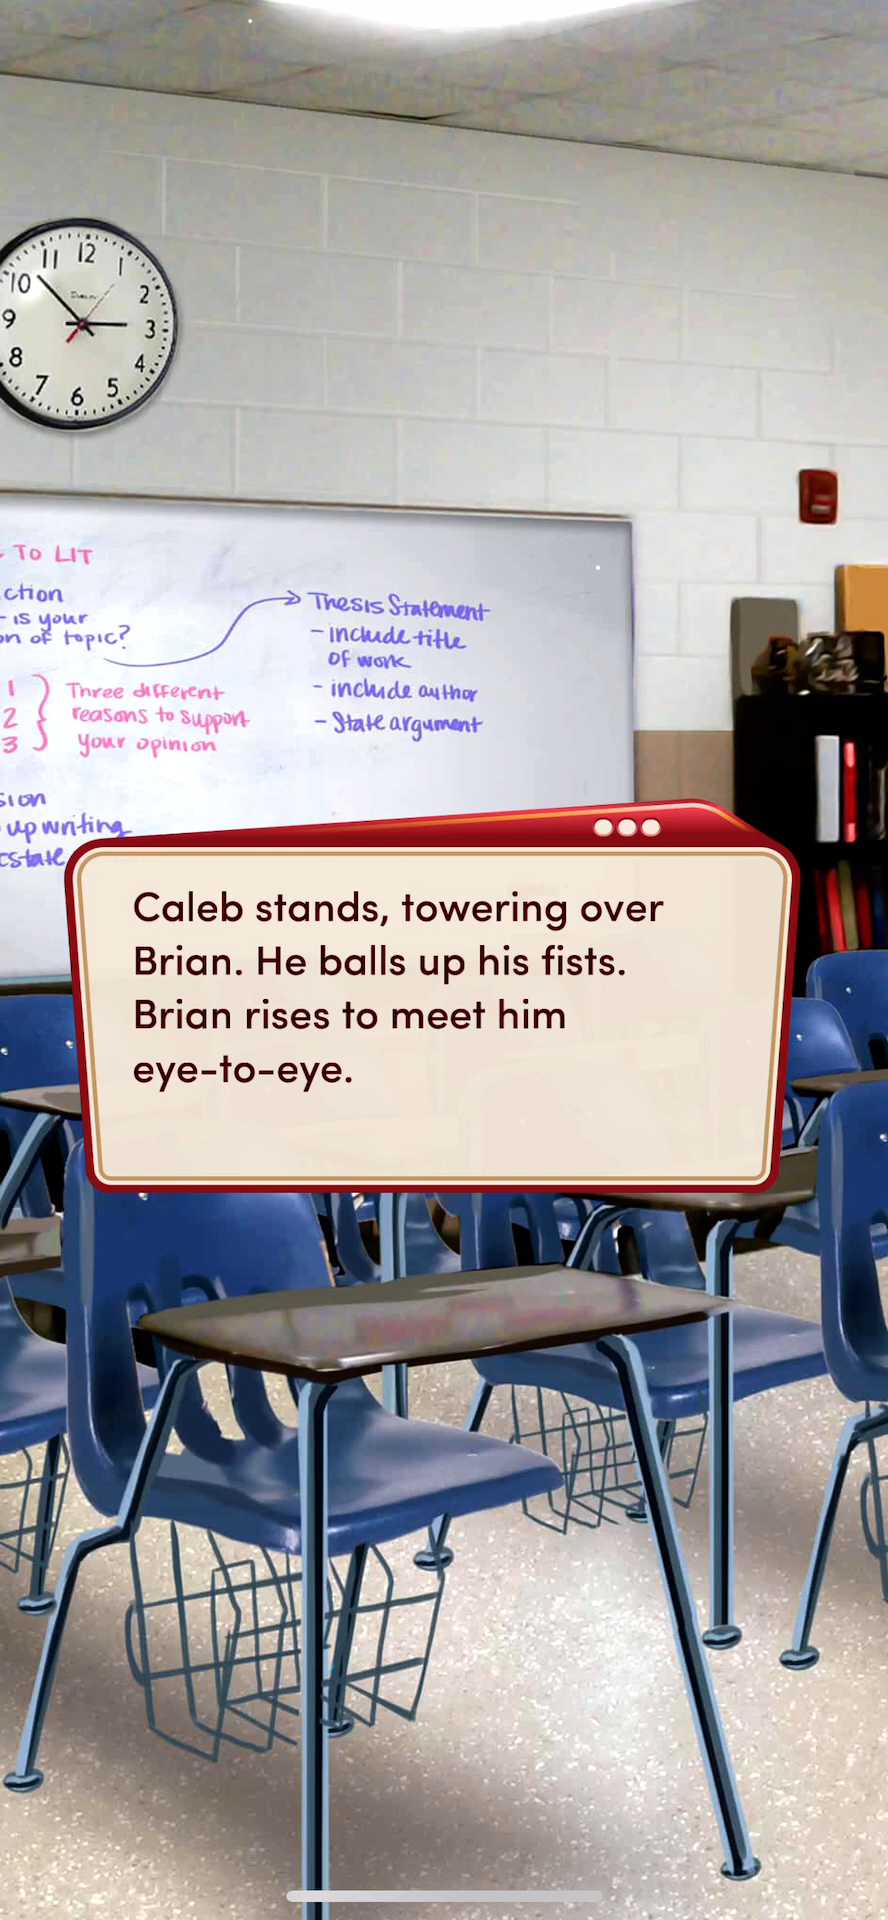 11 12 1
10 2
9 3
8 4
7 6 5
TO LIT
ction
is your
on of topic?
1
2
3
Three different
reasons to support
your opinion
sion
up writing
Thesis Statement
- include title
of work
- include author
- State argument
Caleb stands, towering over
Brian. He balls up his fists.
Brian rises to meet him
eye-to-eye.